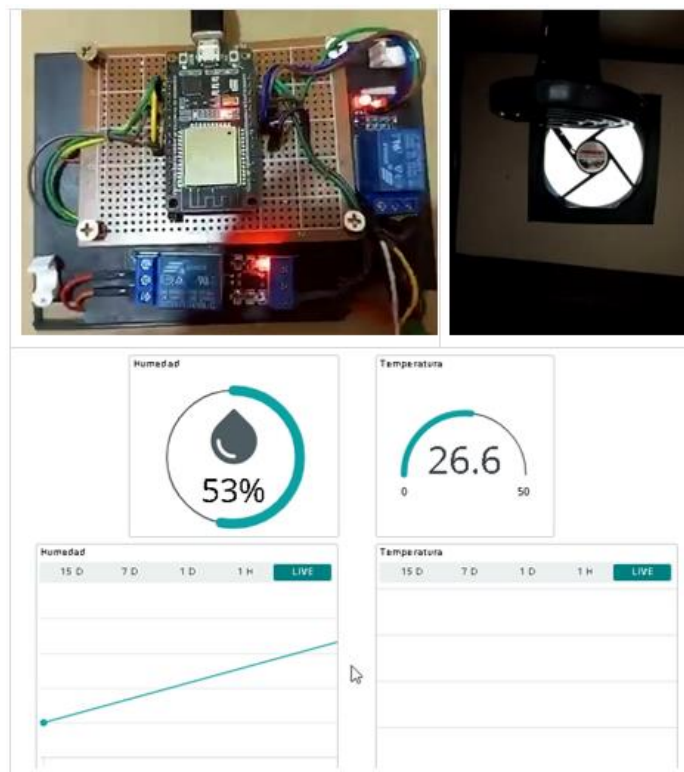 Humedad
53%
Temperatura
26.6
0 50
Humedad
15 D 7 D 1 D 1 H LIVE
Temperatura
15 D 7 D 1 D 1 H LIVE